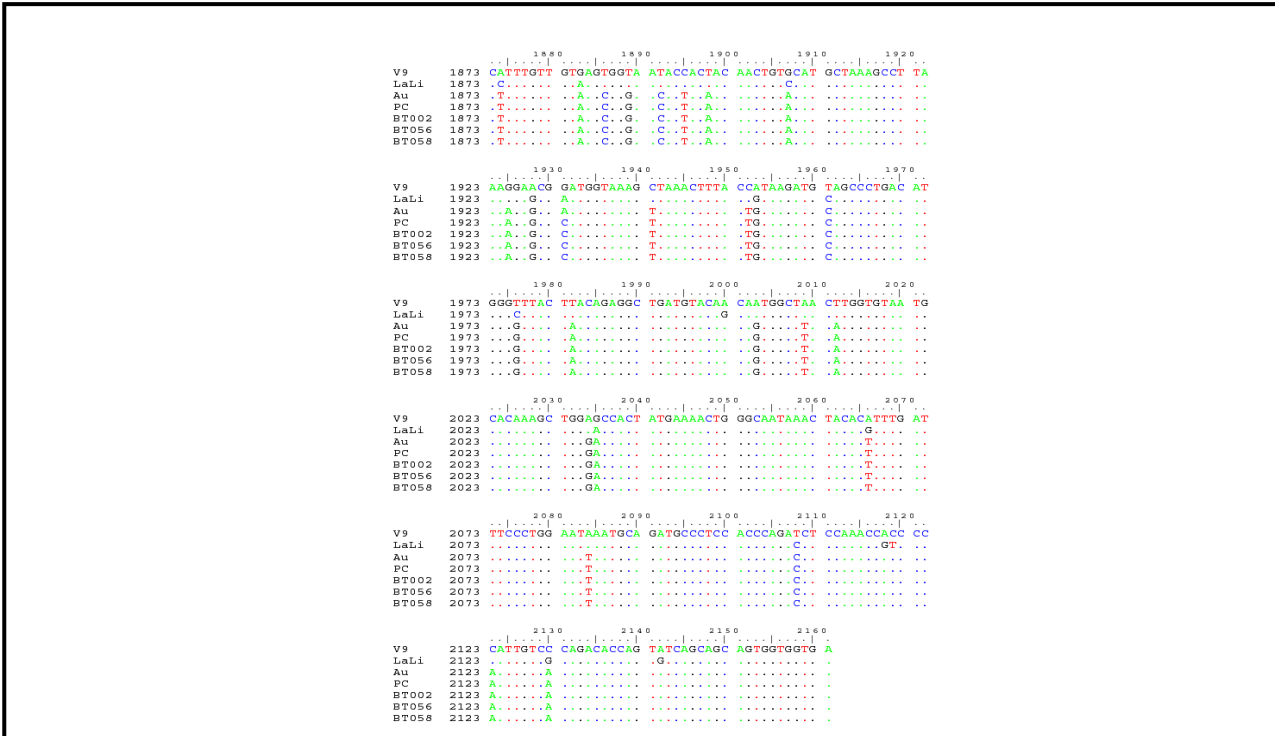 1880 1890 1900 1910 1920
V9 1873 CATTTGTT GTGAGTGGTA ATACCACTAC AACTGTGCAT GCTAAAGCCT TA
LaLi 1873 .C...... ..A....... .......... ......C... .......... ..
Au 1873 .T...... ..A..C..G. .C..T..A.. ......A... .......... ..
PC 1873 .T...... ..A..C..G. .C..T..A.. ......A... .......... ..
BT002 1873 .T...... ..A..C..G. .C..T..A.. ......A... .......... ..
BT056 1873 .T...... ..A..C..G. .C..T..A.. ......A... .......... ..
BT058 1873 .T...... ..A..C..G. .C..T..A.. ......A... .......... ..
1930 1940 1950 1960 1970
V9 1923 AAGGAACG GATGGTAAAG CTAAACTTTA CCATAAGATG TAGCCCTGAC AT
LaLi 1923 .....G.. A......... .......... ..G....... C......... ..
Au 1923 ..A..G.. A......... T......... .TG....... .......... ..
PC 1923 ..A..G.. C......... T......... .TG....... C......... ..
BT002 1923 ..A..G.. C......... T......... .TG....... C......... ..
BT056 1923 ..A..G.. C......... T......... .TG....... C......... ..
BT058 1923 ..A..G.. C......... T......... .TG....... C......... ..
1980 1990 2000 2010 2020
V9 1973 GGGTTTAC TTACAGAGGC TGATGTACAA CAATGGCTAA CTTGGTGTAA TG
LaLi 1973 ...C.... .......... .........G .......... .......... ..
Au 1973 ...G.... .A........ .......... ..G.....T. .A........ ..
PC 1973 ...G.... .A........ .......... ..G.....T. .A........ ..
BT002 1973 ...G.... .A........ .......... ..G.....T. .A........ ..
BT056 1973 ...G.... .A........ .......... ..G.....T. .A........ ..
BT058 1973 ...G.... .A........ .......... ..G.....T. .A........ ..
2030 2040 2050 2060 2070
V9 2023 CACAAAGC TGGAGCCACT ATGAAAACTG GGCAATAAAC TACACATTTG AT
LaLi 2023 ........ ....A..... .......... .......... .....G.... ..
Au 2023 ........ ...GA..... .......... .......... .....T.... ..
PC 2023 ........ ...GA..... .......... .......... .....T.... ..
BT002 2023 ........ ...GA..... .......... .......... .....T.... ..
BT056 2023 ........ ...GA..... .......... .......... .....T.... ..
BT058 2023 ........ ...GA..... .......... .......... .....T.... ..
2080 2090 2100 2110 2120
V9 2073 TTCCCTGG AATAAATGCA GATGCCCTCC ACCCAGATCT CCAAACCACC CC
LaLi 2073 ........ .......... .......... .......C.. .......GT. ..
Au 2073 ........ ...T...... .......... .......C.. .......... ..
PC 2073 ........ ...T...... .......... .......C.. .......... ..
BT002 2073 ........ ...T...... .......... .......C.. .......... ..
BT056 2073 ........ ...T...... .......... .......C.. .......... ..
BT058 2073 ........ ...T...... .......... .......C.. .......... ..
2130 2140 2150 2160
V9 2123 CATTGTCC CAGACACCAG TATCAGCAGC AGTGGTGGTG A
LaLi 2123 .......G .......... .G........ .......... .
Au 2123 A......A .......... .......... .......... .
PC 2123 A......A .......... .......... .......... .
BT002 2123 A......A .......... .......... .......... .
BT056 2123 A......A .......... .......... .......... .
BT058 2123 A......A .......... .......... .......... .